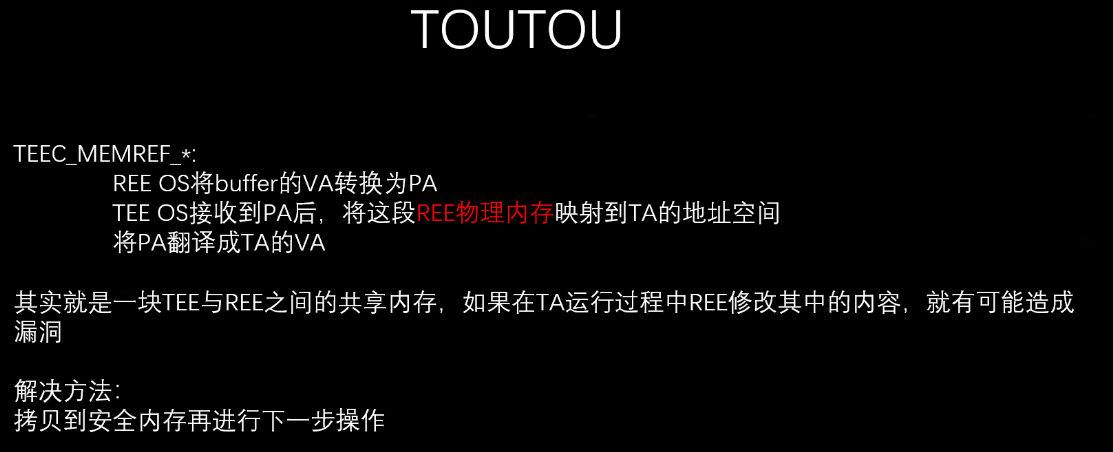 TOUTOU
TEEC_MEMREF_*:
REE OS将buffer的VA转换为PA
TEE OS接收到PA后，将这段REE物理内存映射到TA的地址空间
将PA翻译成TA的VA
其实就是一块TEE与REE之间的共享内存，如果在TA运行过程中REE修改其中的内容，就有可能造成
漏洞
解决方法：
拷贝到安全内存再进行下一步操作